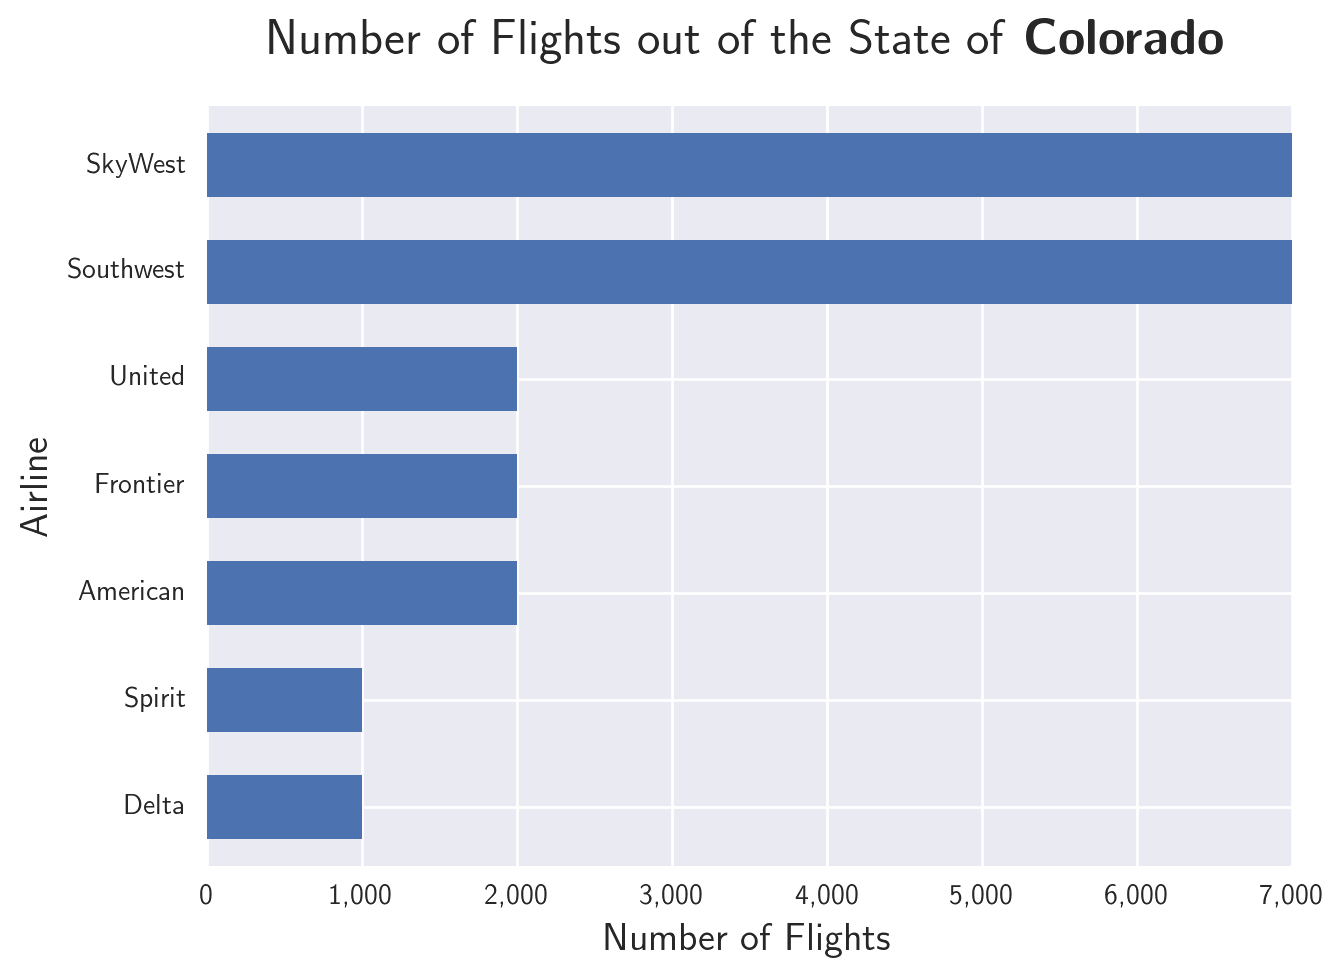 Number of Flights out of the State of Colorado
SkyWest
Southwest
United
Frontier
American
Spirit
Delta
Airline
0 1,000 2,000 3,000 4,000 5,000 6,000 7,000
Number of Flights